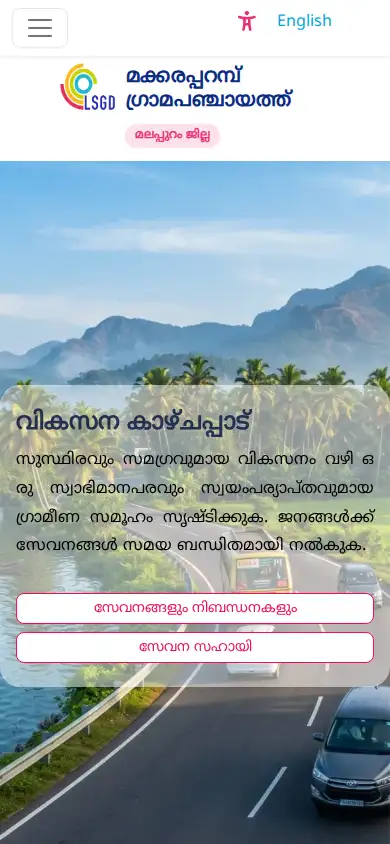 English
LSGD
മക്കരപ്പറമ്പ്
ഗ്രാമപഞ്ചായത്ത്
മലപ്പുറം ജില്ല
വികസന കാഴ്ചപ്പാട്
സുസ്ഥിരവും സമഗ്രവുമായ വികസനം വഴി ഒ
രു സ്വാഭിമാനപരവും സ്വയംപര്യാപ്തവുമായ
ഗ്രാമീണ സമൂഹം സൃഷ്ടിക്കുക. ജനങ്ങൾക്ക്
സേവനങ്ങൾ സമയ ബന്ധിതമായി നൽകുക.
സേവനങ്ങളും നിബന്ധനകളും
സേവന സഹായി